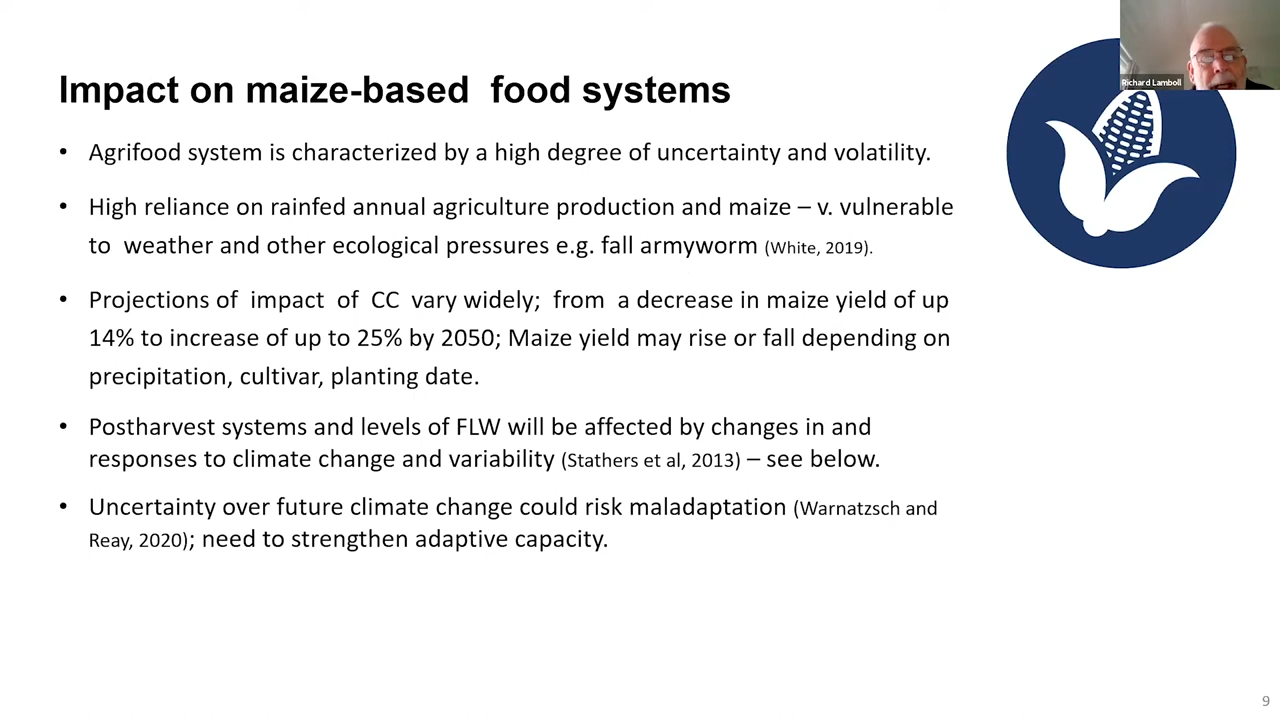 Richard Lamboll
Impact on maize-based food systems
• Agrifood system is characterized by a high degree of uncertainty and volatility.
• High reliance on rainfed annual agriculture production and maize – v. vulnerable
to weather and other ecological pressures e.g. fall armyworm (White, 2019).
• Projections of impact of CC vary widely; from a decrease in maize yield of up
14% to increase of up to 25% by 2050; Maize yield may rise or fall depending on
precipitation, cultivar, planting date.
• Postharvest systems and levels of FLW will be affected by changes in and
responses to climate change and variability (Stathers et al, 2013) – see below.
• Uncertainty over future climate change could risk maladaptation (Warnatzsch and
Reay, 2020); need to strengthen adaptive capacity.
9